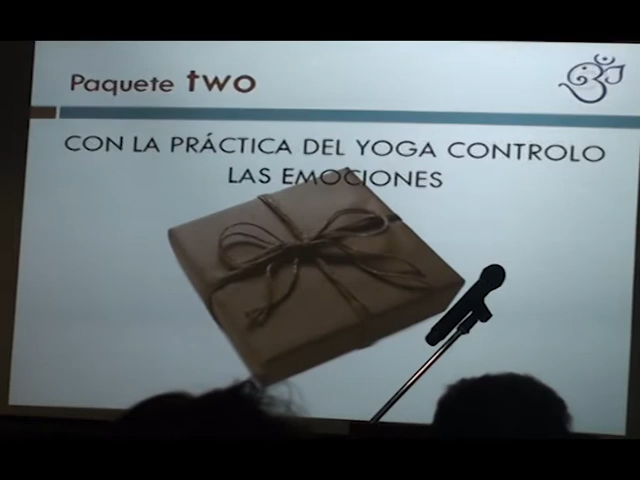 Paquete two
CON LA PRÁCTICA DEL YOGA CONTROLO
LAS EMOCIONES